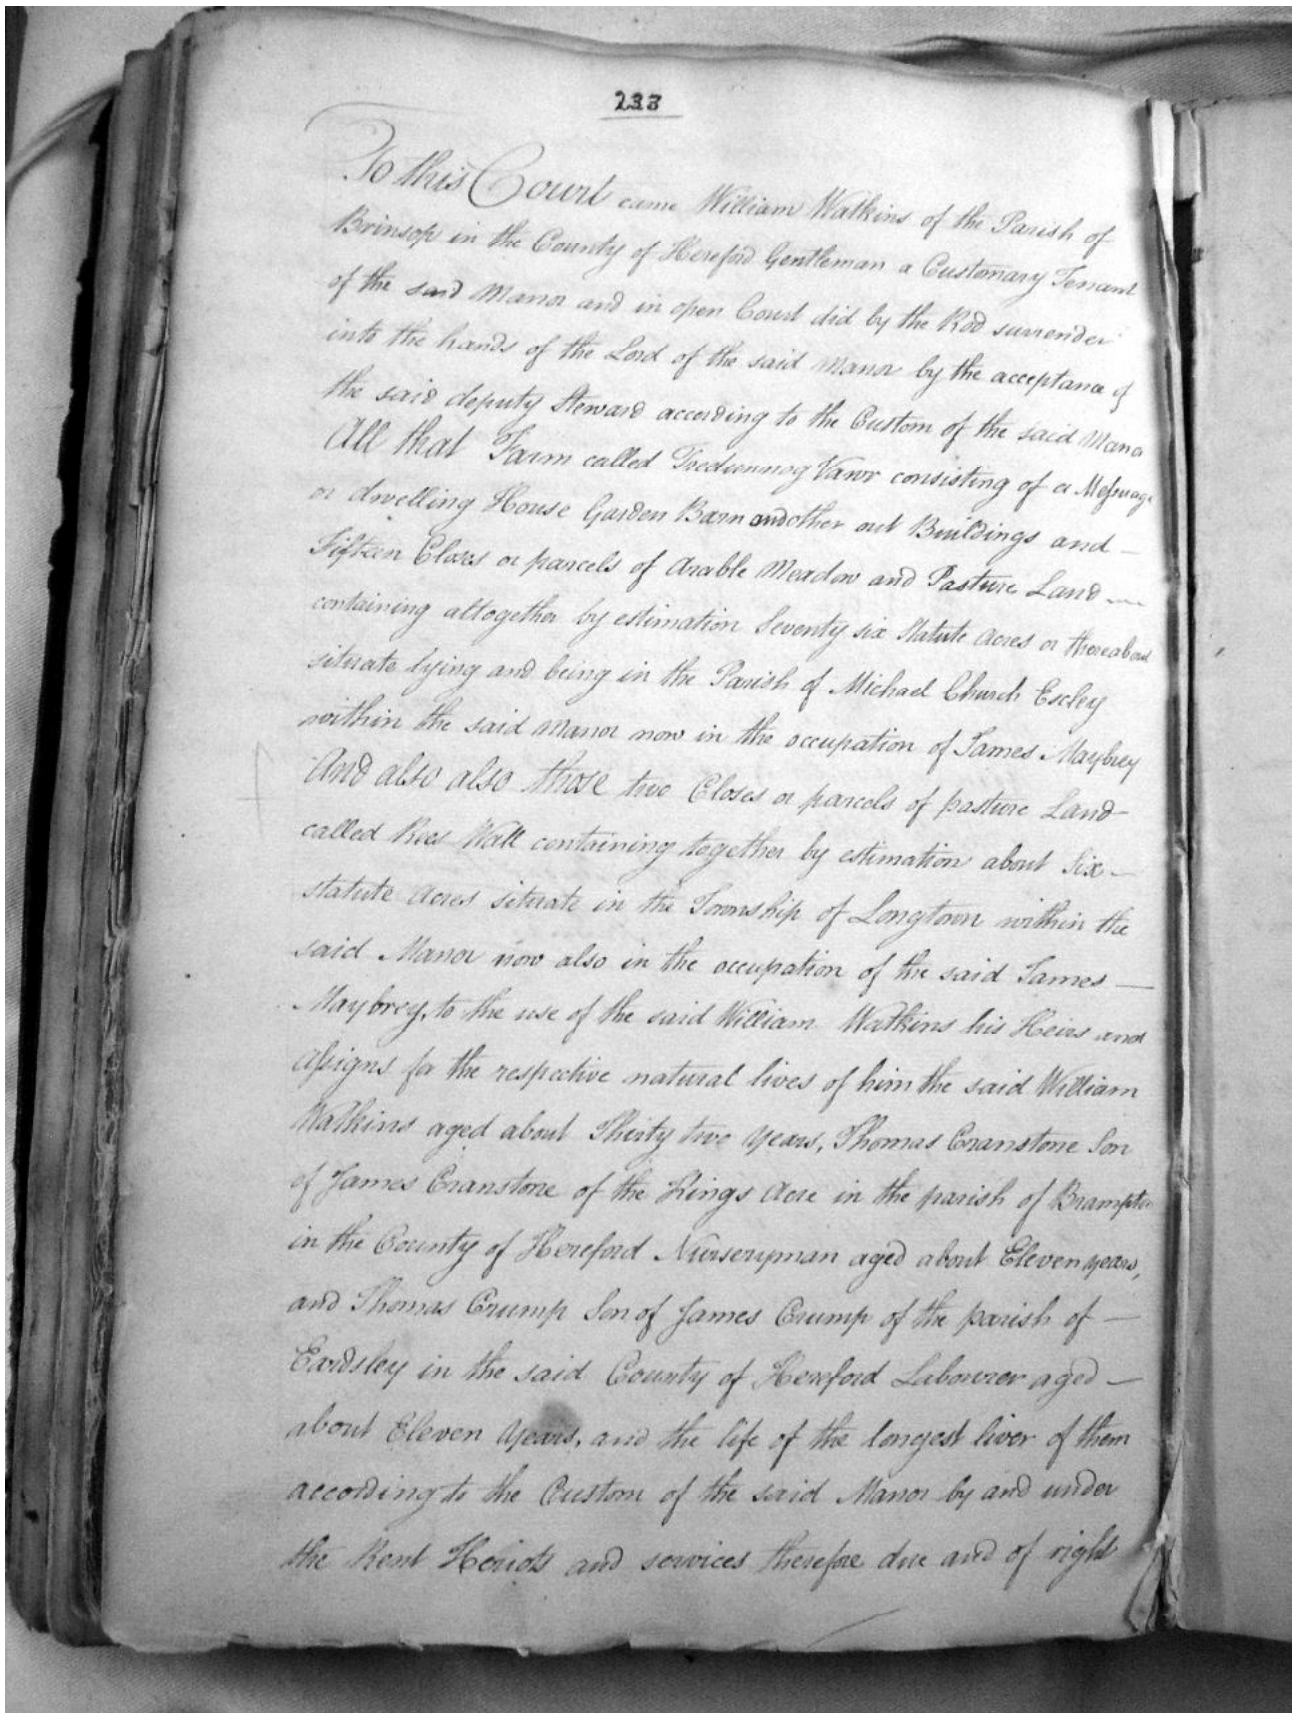 233
To this Court came William Watkins of the Parish of
Brinsop in the County of Hereford Gentleman a Customary Tenant
of the said Manor and in open Court did by the Rod surrender
into the hands of the Lord of the said Manor by the acceptance of
the said deputy Steward according to the Custom of the said Manor
All that Farm called Trediunnog Vawr consisting of a Messuage
or dwelling House Garden Barn and other out Buildings and —
Fifteen Closes or parcels of Arable Meadow and Pasture Land —
containing altogether by estimation Seventy six Statute Acres or thereabout
situate lying and being in the Parish of Michael Church Escley
within the said Manor now in the occupation of James Maybrey
And also also those two Closes or parcels of pasture Land
called Rees Wall containing together by estimation about Six —
statute Acres situate in the Township of Longtown within the
said Manor now also in the occupation of the said James —
Maybrey, to the use of the said William Watkins his Heirs and
Assigns for the respective natural lives of him the said William
Watkins aged about Thirty two Years, Thomas Cranstone Son
of James Cranstone of the Kings Acre in the parish of Brampton
in the County of Hereford Nurseryman aged about Eleven years,
and Thomas Crump Son of James Crump of the parish of —
Eardsley in the said County of Hereford Labourer aged —
about Eleven Years, and the life of the longest liver of them
according to the Custom of the said Manor by and under
the Rent Heriots and services therefore due and of right